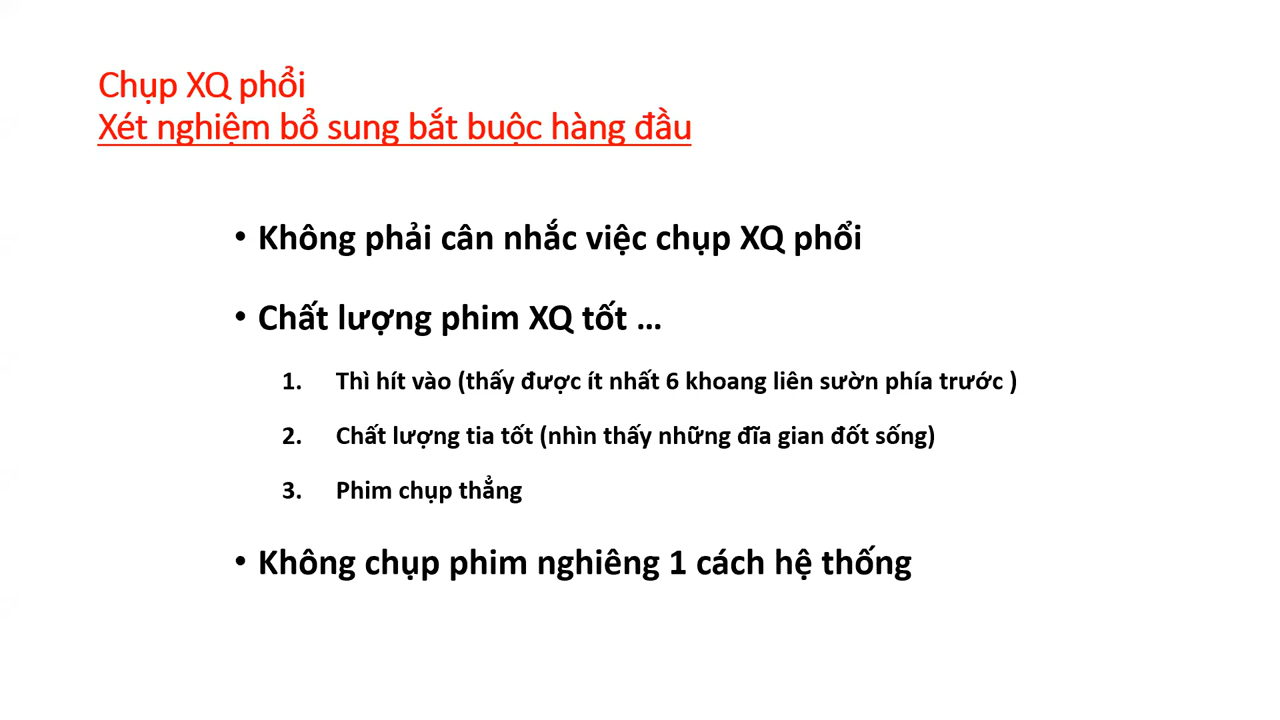 Chụp XQ phổi
Xét nghiệm bổ sung bắt buộc hàng đầu
• Không phải cân nhắc việc chụp XQ phổi
• Chất lượng phim XQ tốt …
1. Thì hít vào (thấy được ít nhất 6 khoang liên sườn phía trước )
2. Chất lượng tia tốt (nhìn thấy những đĩa gian đốt sống)
3. Phim chụp thẳng
• Không chụp phim nghiêng 1 cách hệ thống